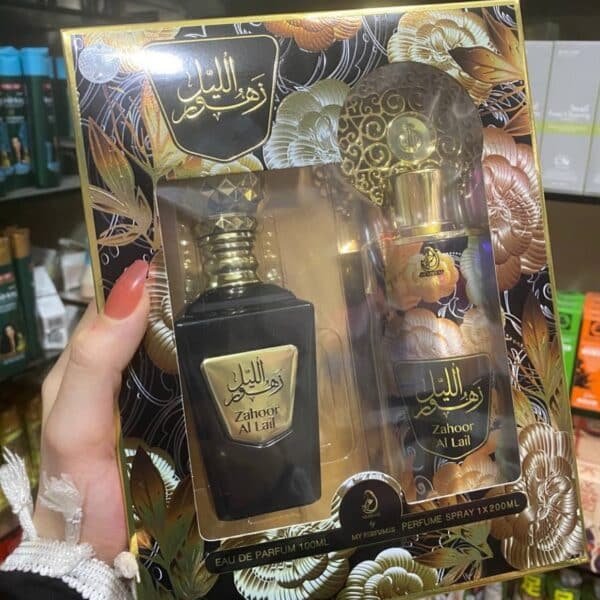 زهور الليل
زهور الليل
Zahoor
Al Lail
زهور الليل
Zahoor
Al Lail
by
MY PERFUMES
EAU DE PARFUM 100ML
PERFUME SPRAY 1X200ML